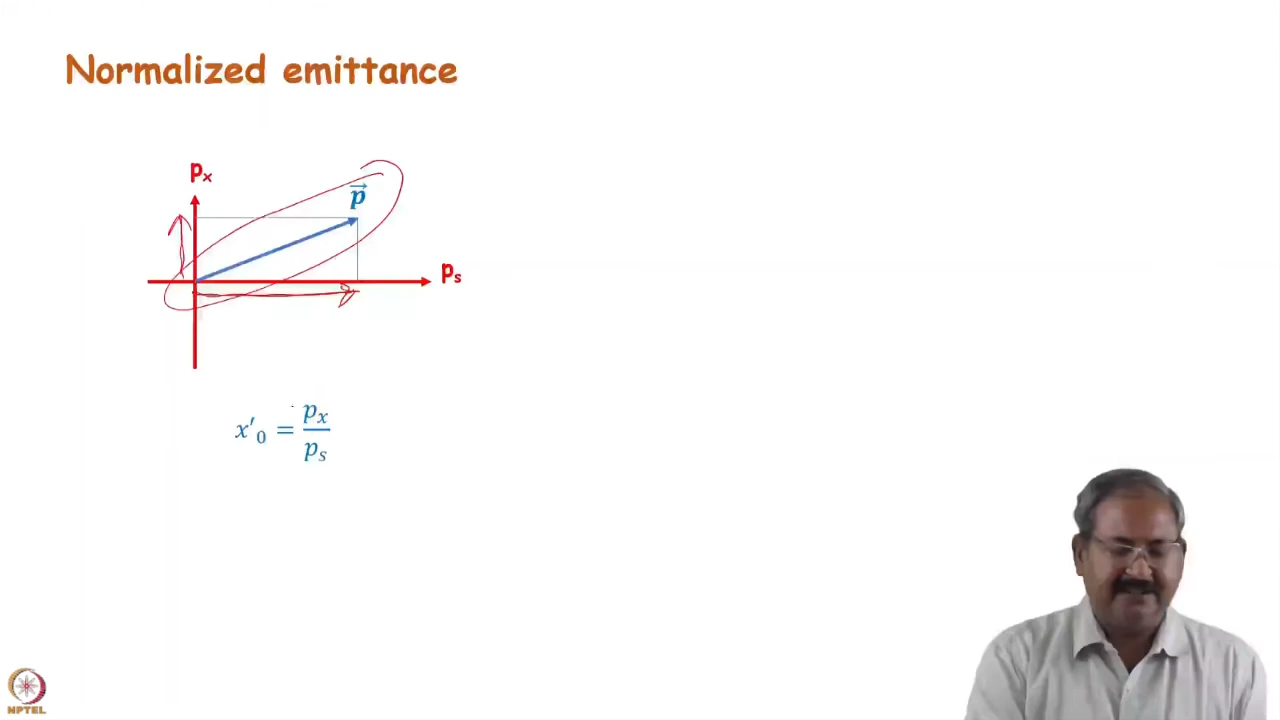 Normalized emittance
pₓ
p⃗
pₛ
x'₀ = pₓ/pₛ
NPTEL